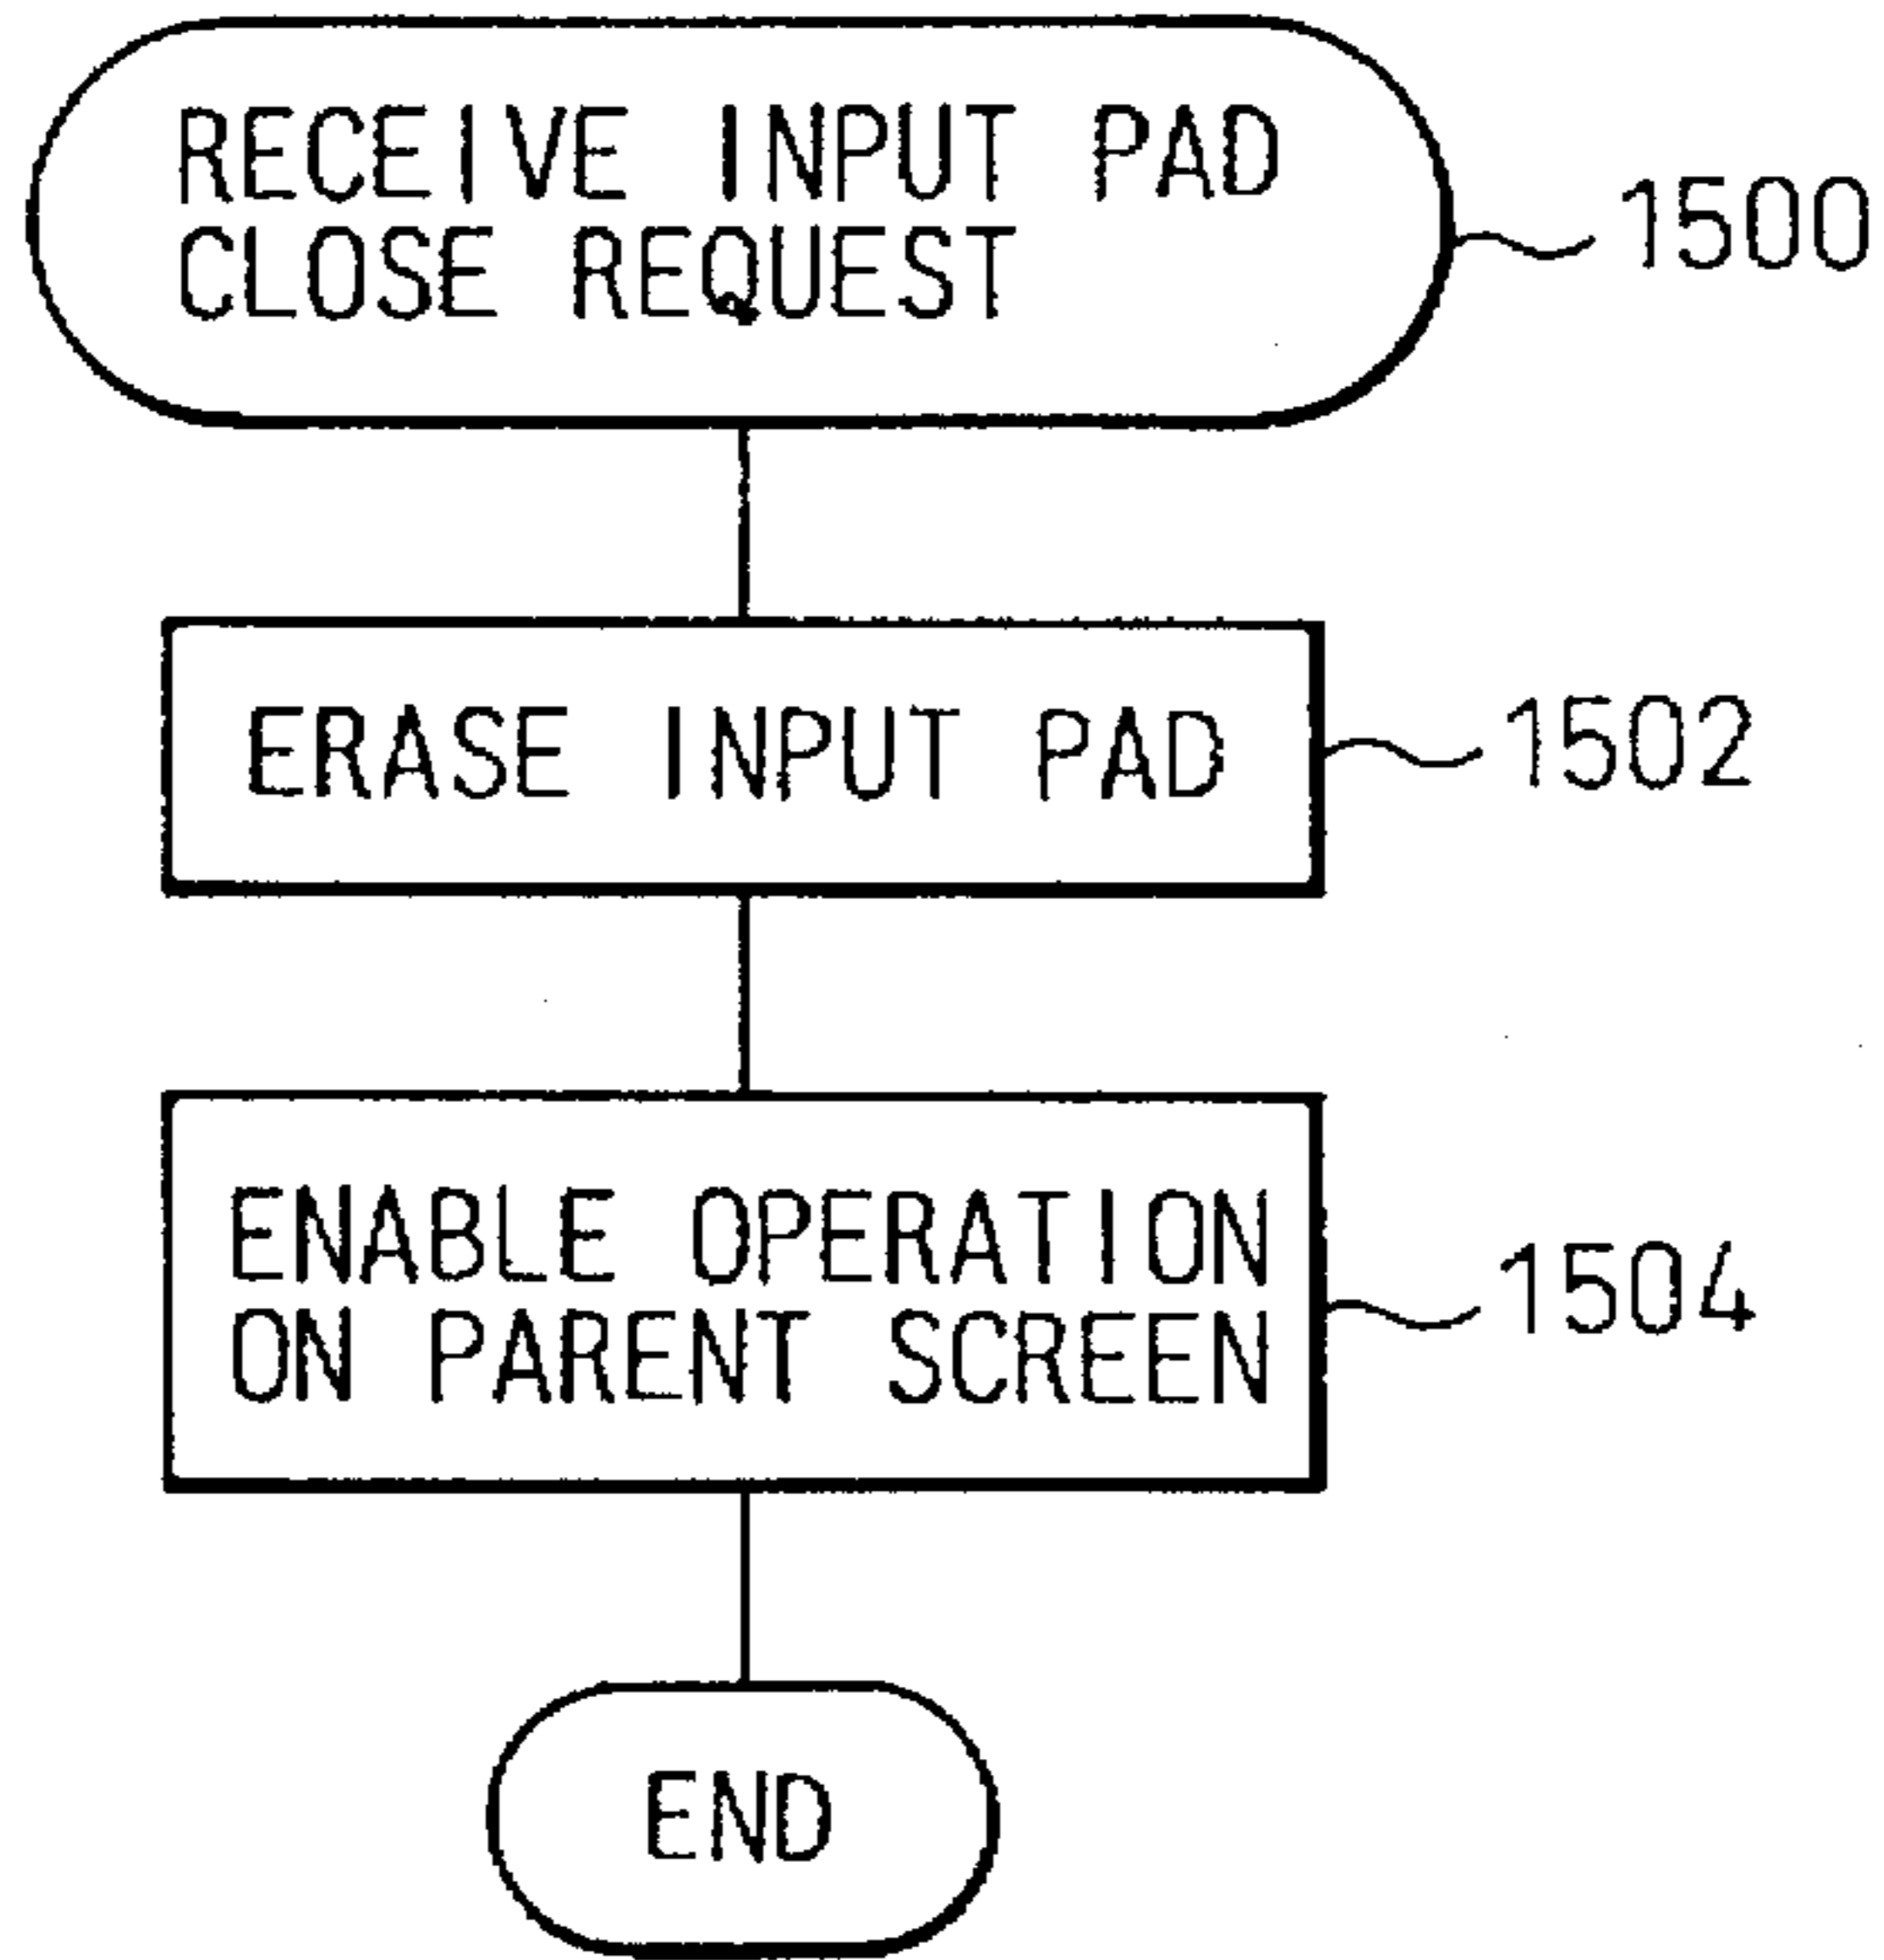 RECEIVE INPUT PAD
CLOSE REQUEST
1500
ERASE INPUT PAD
1502
ENABLE OPERATION
ON PARENT SCREEN
1504
END